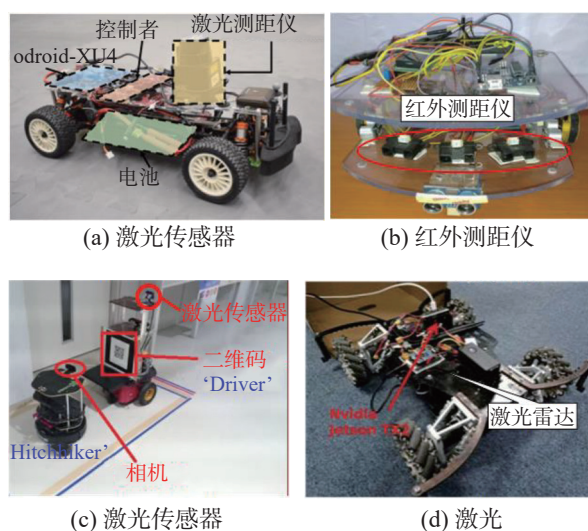 控制者
激光测距仪
odroid-XU4
电池
(a) 激光传感器
红外测距仪
(b) 红外测距仪
激光传感器
二维码
‘Driver’
Hitchhiker’
相机
(c) 激光传感器
Nvidia
Jetson TX1
激光雷达
(d) 激光